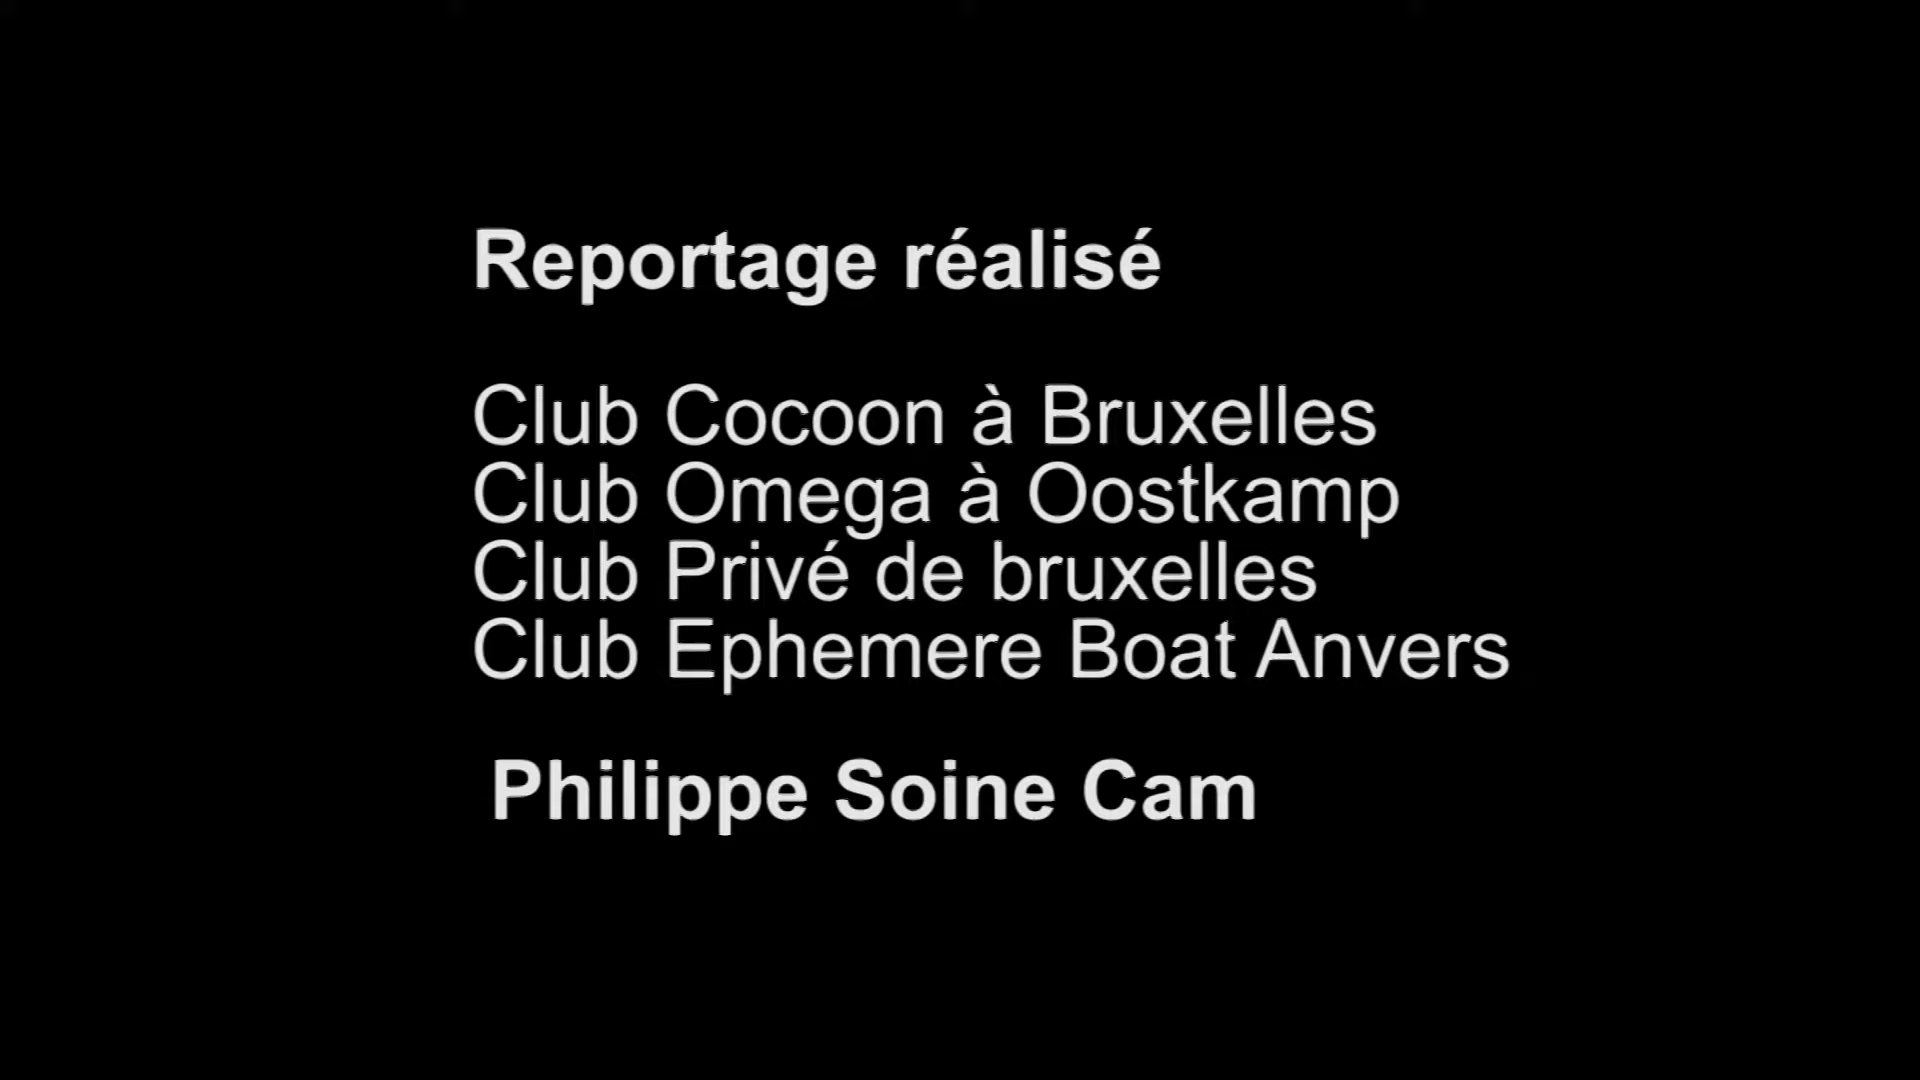 Reportage réalisé
Club Cocoon à Bruxelles
Club Omega à Oostkamp
Club Privé de bruxelles
Club Ephemere Boat Anvers
Philippe Soine Cam